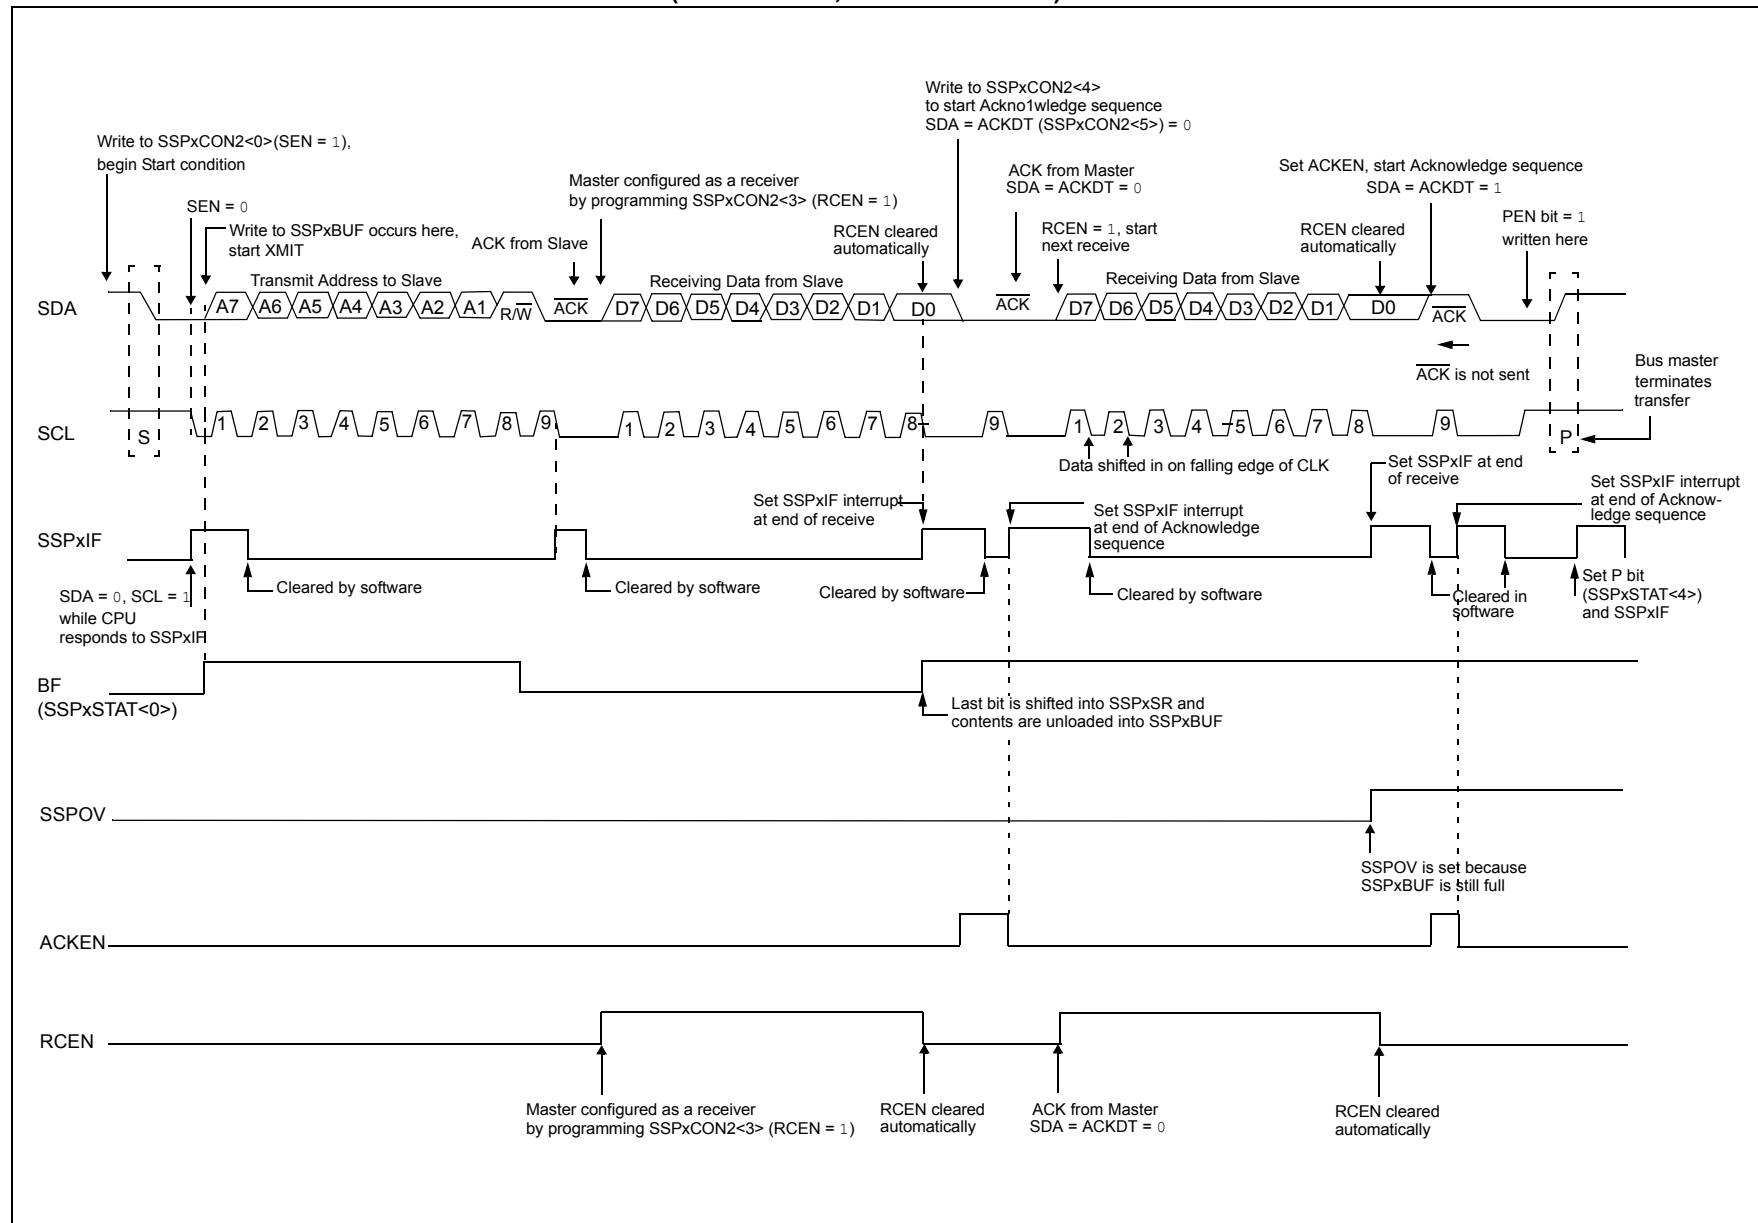 Write to SSPxCON2<4>
to start Ackno1wledge sequence
SDA = ACKDT (SSPxCON2<5>) = 0
Write to SSPxCON2<0>(SEN = 1),
begin Start condition
Master configured as a receiver
by programming SSPxCON2<3> (RCEN = 1)
ACK from Master
SDA = ACKDT = 0
Set ACKEN, start Acknowledge sequence
SDA = ACKDT = 1
SEN = 0
Write to SSPxBUF occurs here,
start XMIT
ACK from Slave
RCEN cleared
automatically
RCEN = 1, start
next receive
RCEN cleared
automatically
PEN bit = 1
written here
Transmit Address to Slave
Receiving Data from Slave
Receiving Data from Slave
SDA
A7 A6 A5 A4 A3 A2 A1 R/W ACK D7 D6 D5 D4 D3 D2 D1 D0 ACK D7 D6 D5 D4 D3 D2 D1 D0 ACK
ACK is not sent
Bus master
terminates
transfer
SCL
S 1 2 3 4 5 6 7 8 9 1 2 3 4 5 6 7 8 9 1 2 3 4 5 6 7 8 9 P
Data shifted in on falling edge of CLK
Set SSPxIF at end
of receive
Set SSPxIF interrupt
at end of receive
Set SSPxIF interrupt
at end of Acknowledge
sequence
Set SSPxIF interrupt
at end of Acknow-
ledge sequence
SSPxIF
SDA = 0, SCL = 1
while CPU
responds to SSPxIF
Cleared by software
Cleared by software
Cleared by software
Cleared by software
Cleared in
software
Set P bit
(SSPxSTAT<4>)
and SSPxIF
BF
(SSPxSTAT<0>)
Last bit is shifted into SSPxSR and
contents are unloaded into SSPxBUF
SSPOV
SSPOV is set because
SSPxBUF is still full
ACKEN
RCEN
Master configured as a receiver
by programming SSPxCON2<3> (RCEN = 1)
RCEN cleared
automatically
ACK from Master
SDA = ACKDT = 0
RCEN cleared
automatically